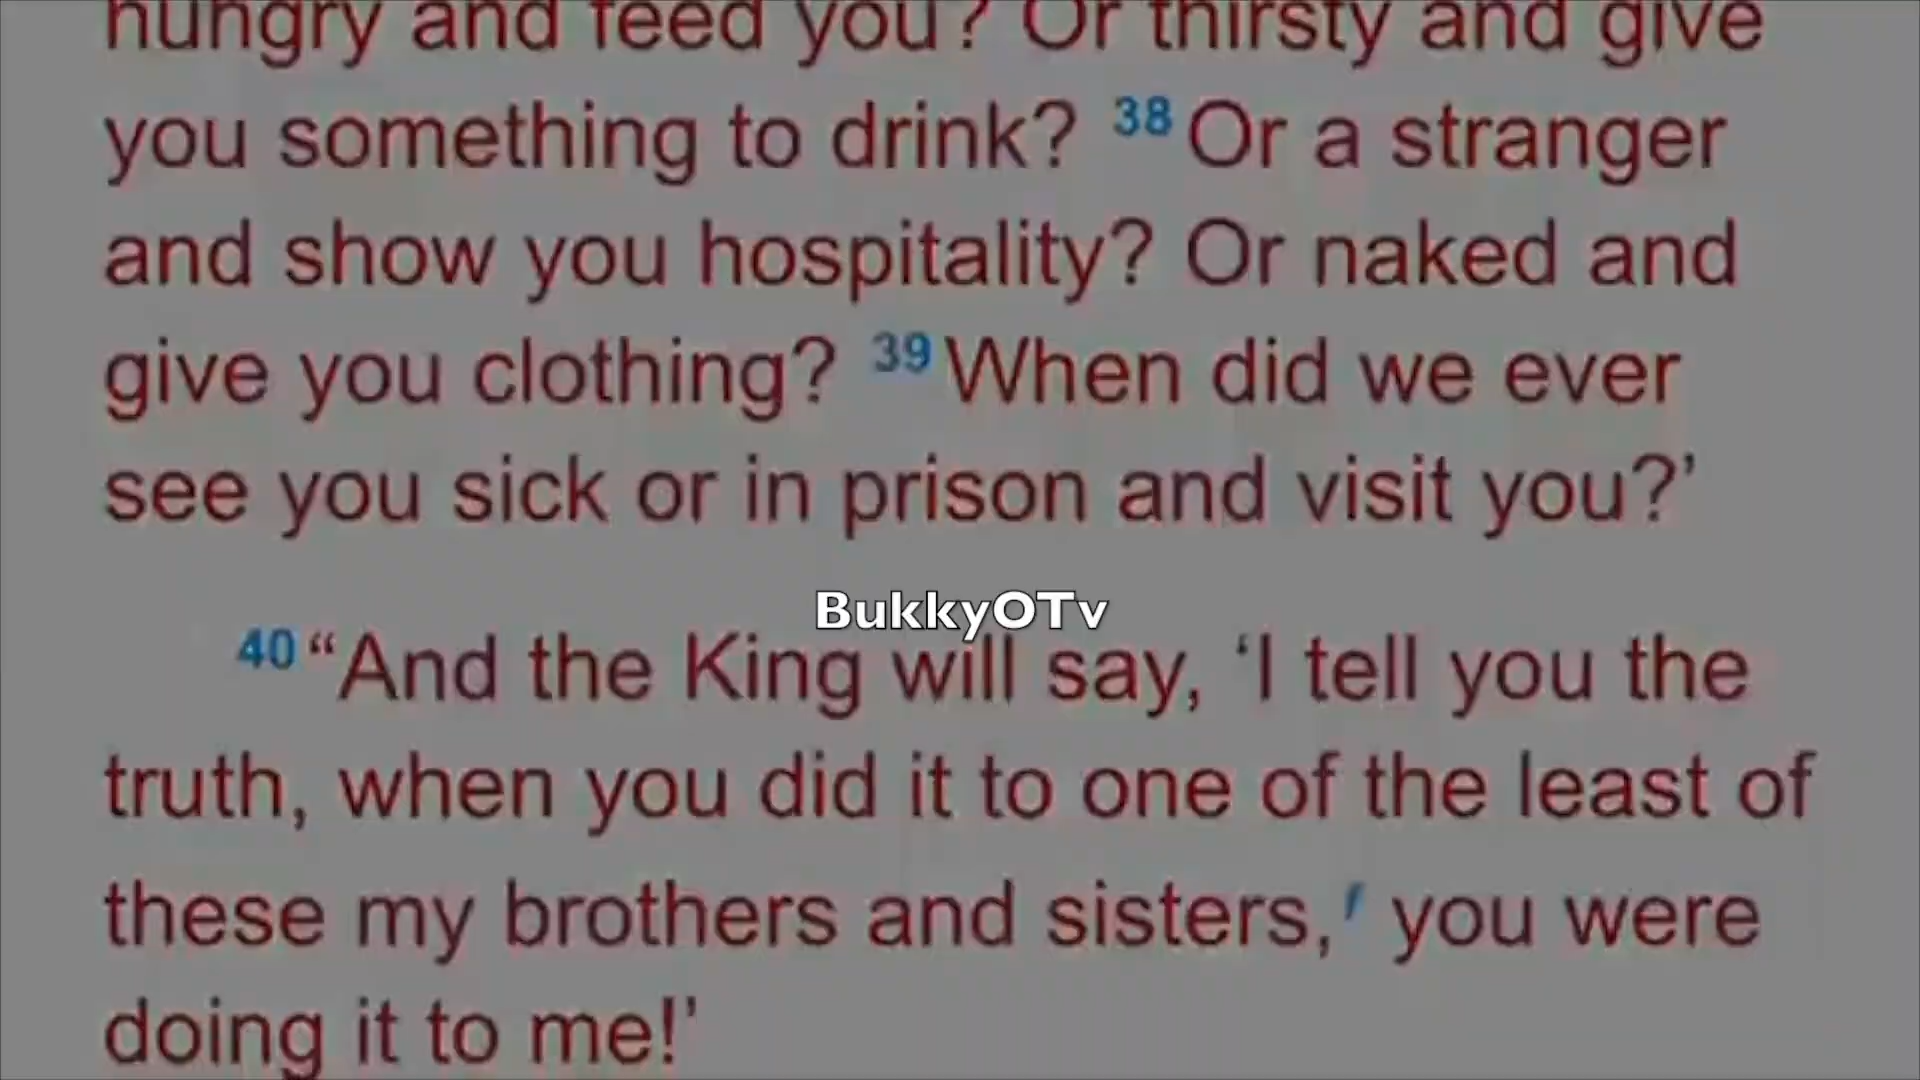 hungry and feed you? Or thirsty and give
you something to drink? 38 Or a stranger
and show you hospitality? Or naked and
give you clothing? 39 When did we ever
see you sick or in prison and visit you?’
BukkyOTv
40 “And the King will say, ‘I tell you the
truth, when you did it to one of the least of
these my brothers and sisters,f you were
doing it to me!’